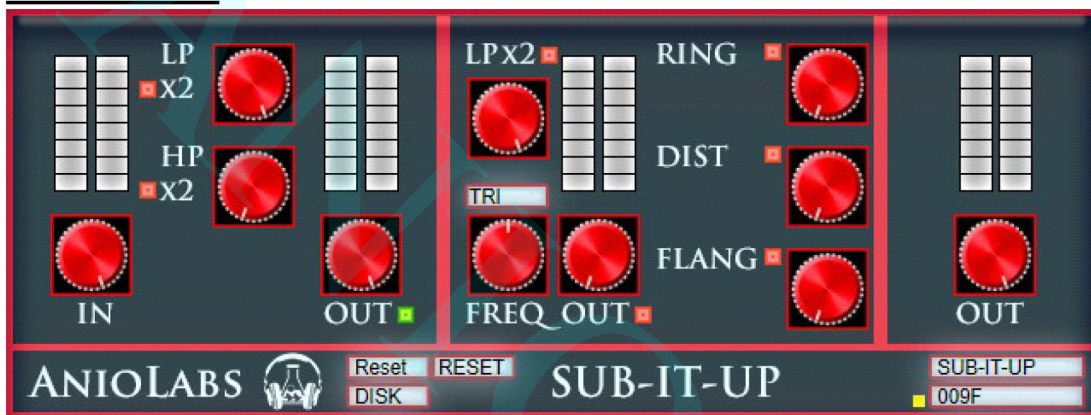 LP
X2
HP
X2
IN
OUT
LPX2
TRI
FREQ OUT
RING
DIST
FLANG
OUT
ANIOLABS
Reset RESET
DISK
SUB-IT-UP
SUB-IT-UP
009F